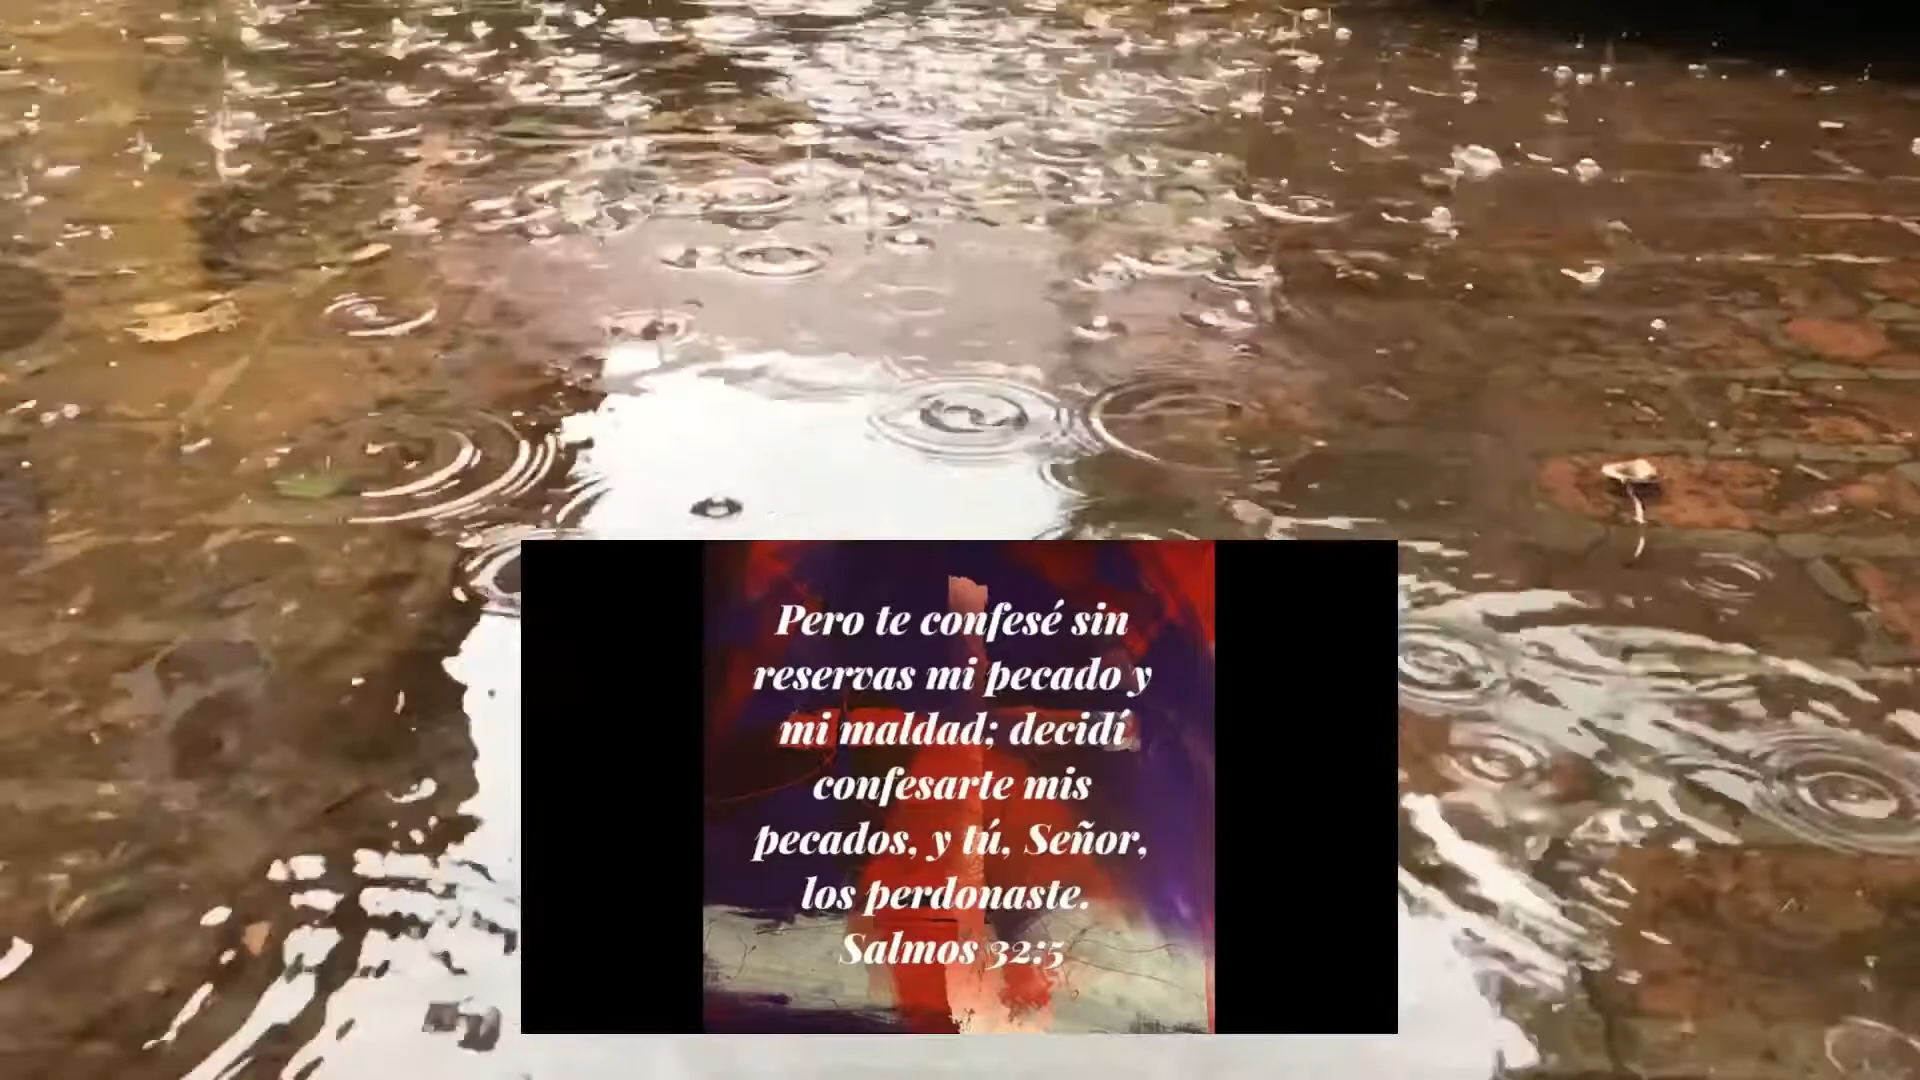 Pero te confesé sin
reservas mi pecado y
mi maldad; decidí
confesarte mis
pecados, y tú, Señor,
los perdonaste.
Salmos 32:5